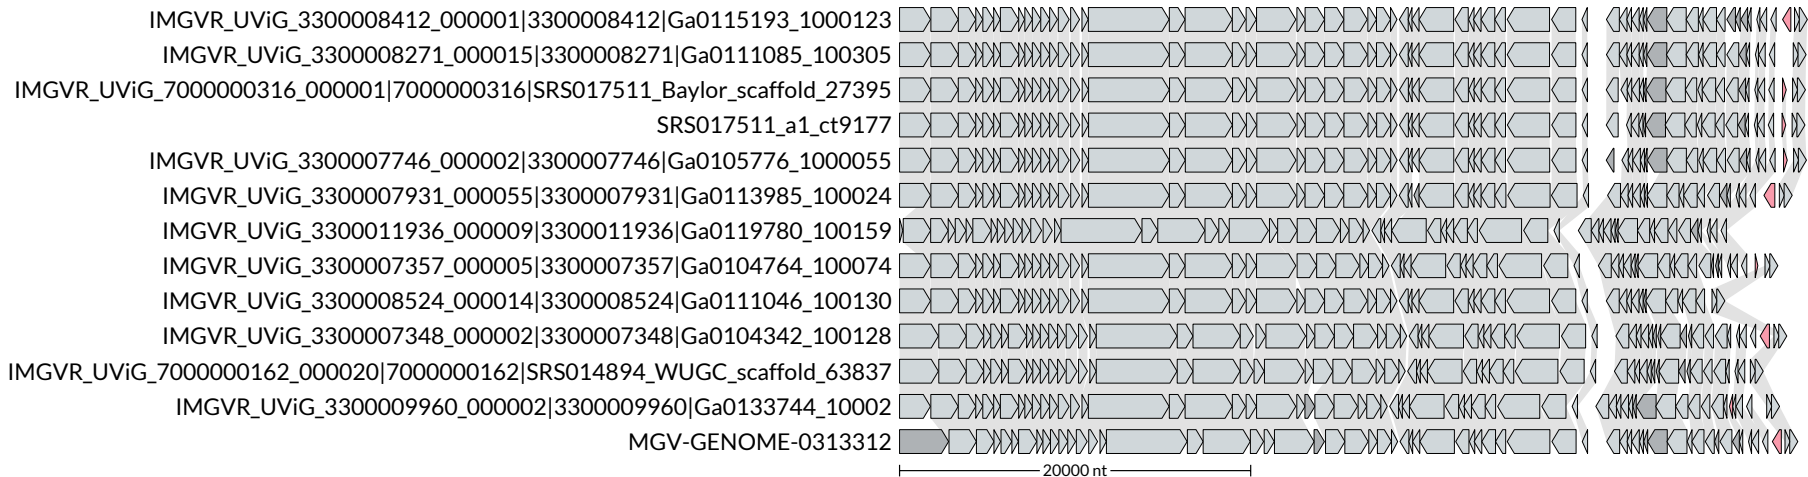 IMGVR_UViG_3300008412_000001|3300008412|Ga0115193_1000123
IMGVR_UViG_3300008271_000015|3300008271|Ga0111085_100305
IMGVR_UViG_7000000316_000001|7000000316|SRS017511_Baylor_scaffold_27395
SRS017511_a1_ct9177
IMGVR_UViG_3300007746_000002|3300007746|Ga0105776_1000055
IMGVR_UViG_3300007931_000055|3300007931|Ga0113985_100024
IMGVR_UViG_3300011936_000009|3300011936|Ga0119780_100159
IMGVR_UViG_3300007357_000005|3300007357|Ga0104764_100074
IMGVR_UViG_3300008524_000014|3300008524|Ga0111046_100130
IMGVR_UViG_3300007348_000002|3300007348|Ga0104342_100128
IMGVR_UViG_7000000162_000020|7000000162|SRS014894_WUGC_scaffold_63837
IMGVR_UViG_3300009960_000002|3300009960|Ga0133744_10002
MGV-GENOME-0313312
20000 nt